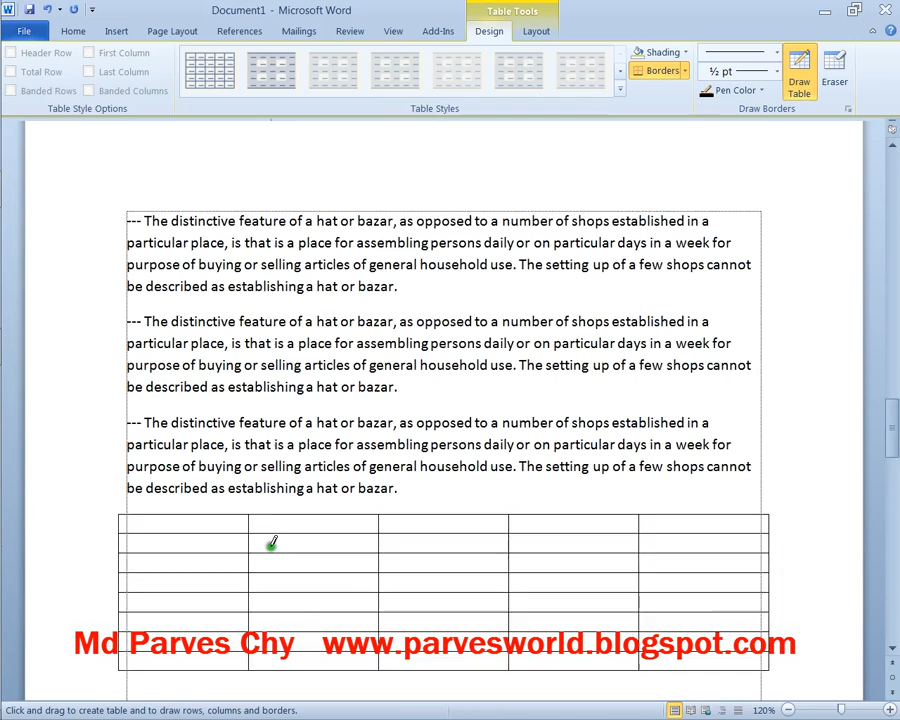 Document1 - Microsoft Word
Table Tools
File Home Insert Page Layout References Mailings Review View Add-Ins Design Layout
Header Row First Column
Total Row Last Column
Banded Rows Banded Columns
Shading
Borders
½ pt
Pen Color
Draw Table
Eraser
Table Style Options Table Styles Draw Borders
--- The distinctive feature of a hat or bazar, as opposed to a number of shops established in a
particular place, is that is a place for assembling persons daily or on particular days in a week for
purpose of buying or selling articles of general household use. The setting up of a few shops cannot
be described as establishing a hat or bazar.
--- The distinctive feature of a hat or bazar, as opposed to a number of shops established in a
particular place, is that is a place for assembling persons daily or on particular days in a week for
purpose of buying or selling articles of general household use. The setting up of a few shops cannot
be described as establishing a hat or bazar.
--- The distinctive feature of a hat or bazar, as opposed to a number of shops established in a
particular place, is that is a place for assembling persons daily or on particular days in a week for
purpose of buying or selling articles of general household use. The setting up of a few shops cannot
be described as establishing a hat or bazar.
Md Parves Chy www.parvesworld.blogspot.com
Click and drag to create table and to draw rows, columns and borders. 120%